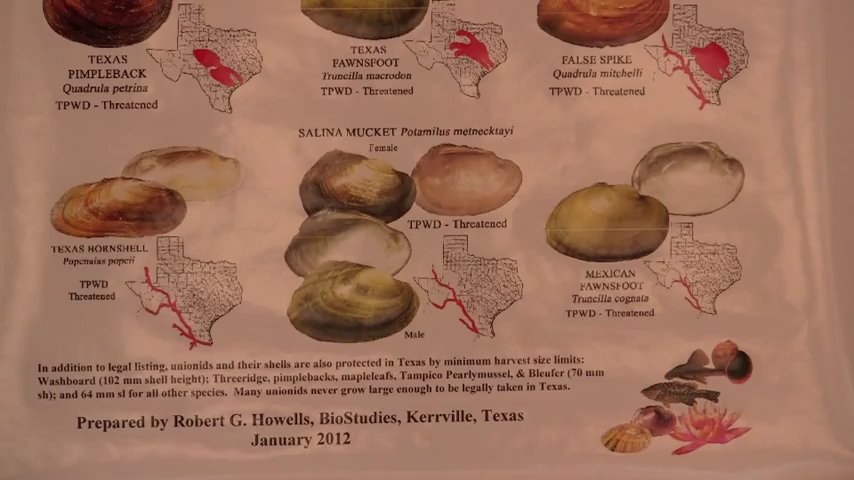 TEXAS
PIMPLEBACK
Quadrula petrina
TPWD - Threatened
TEXAS
FAWNSFOOT
Truncilla macrodon
TPWD - Threatened
FALSE SPIKE
Quadrula mitchelli
TPWD - Threatened
SALINA MUCKET Potamilus metnecktayi
Female
TPWD - Threatened
Male
TEXAS HORNSHELL
Popenaias popeii
TPWD
Threatened
MEXICAN
FAWNSFOOT
Truncilla cognata
TPWD - Threatened
In addition to legal listing, unionids and their shells are also protected in Texas by minimum harvest size limits:
Washboard (102 mm shell height); Threeridge, pimplebacks, mapleleafs, Tampico Pearlymussel, & Bleufer (70 mm
sh); and 64 mm sl for all other species. Many unionids never grow large enough to be legally taken in Texas.
Prepared by Robert G. Howells, BioStudies, Kerrville, Texas
January 2012